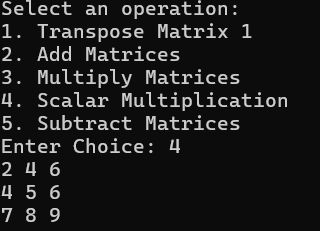 Select an operation:
1. Transpose Matrix 1
2. Add Matrices
3. Multiply Matrices
4. Scalar Multiplication
5. Subtract Matrices
Enter Choice: 4
2 4 6
4 5 6
7 8 9